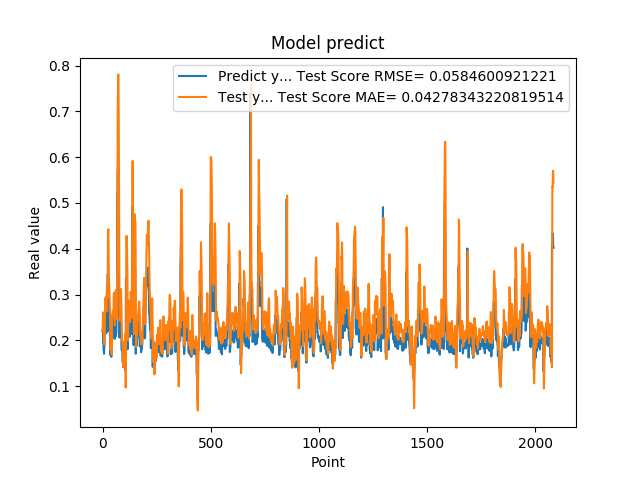 Model predict
Predict y... Test Score RMSE= 0.0584600921221
Test y... Test Score MAE= 0.04278343220819514
0.8
0.7
0.6
0.5
0.4
0.3
0.2
0.1
Real value
0
500
1000
1500
2000
Point